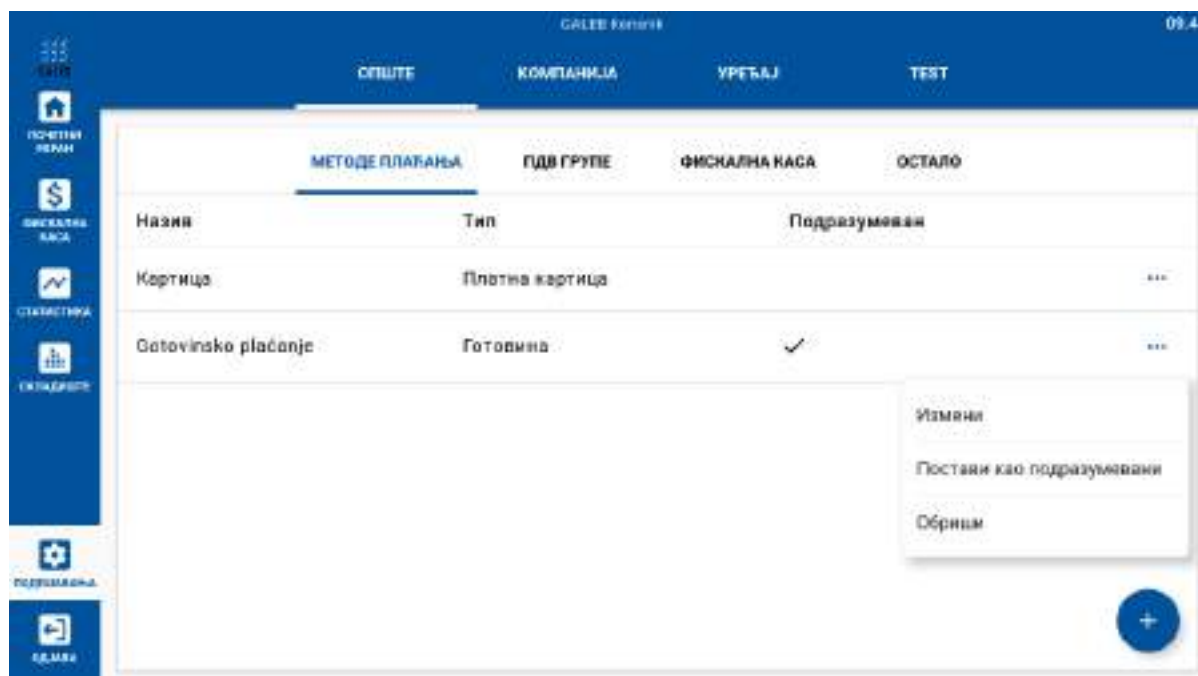 GALEB Korisnik
09.4
ОПШТЕ КОМПАНИЈА УРЕЂАЈ TEST
ПОЧЕТНИ ЕКРАН
МЕТОДЕ ПЛАЋАЊА ПДВ ГРУПЕ ФИСКАЛНА КАСА ОСТАЛО
ФИСКАЛНА КАСА
Назив Тип Подразумеван
Картица Платна картица ...
СТАТИСТИКА
Gotovinsko plaćanje Готовина ...
СКЛАДИШТЕ
Измени
Постави као подразумевани
Обриши
ПОДЕШАВАЊА
ОДЈАВА